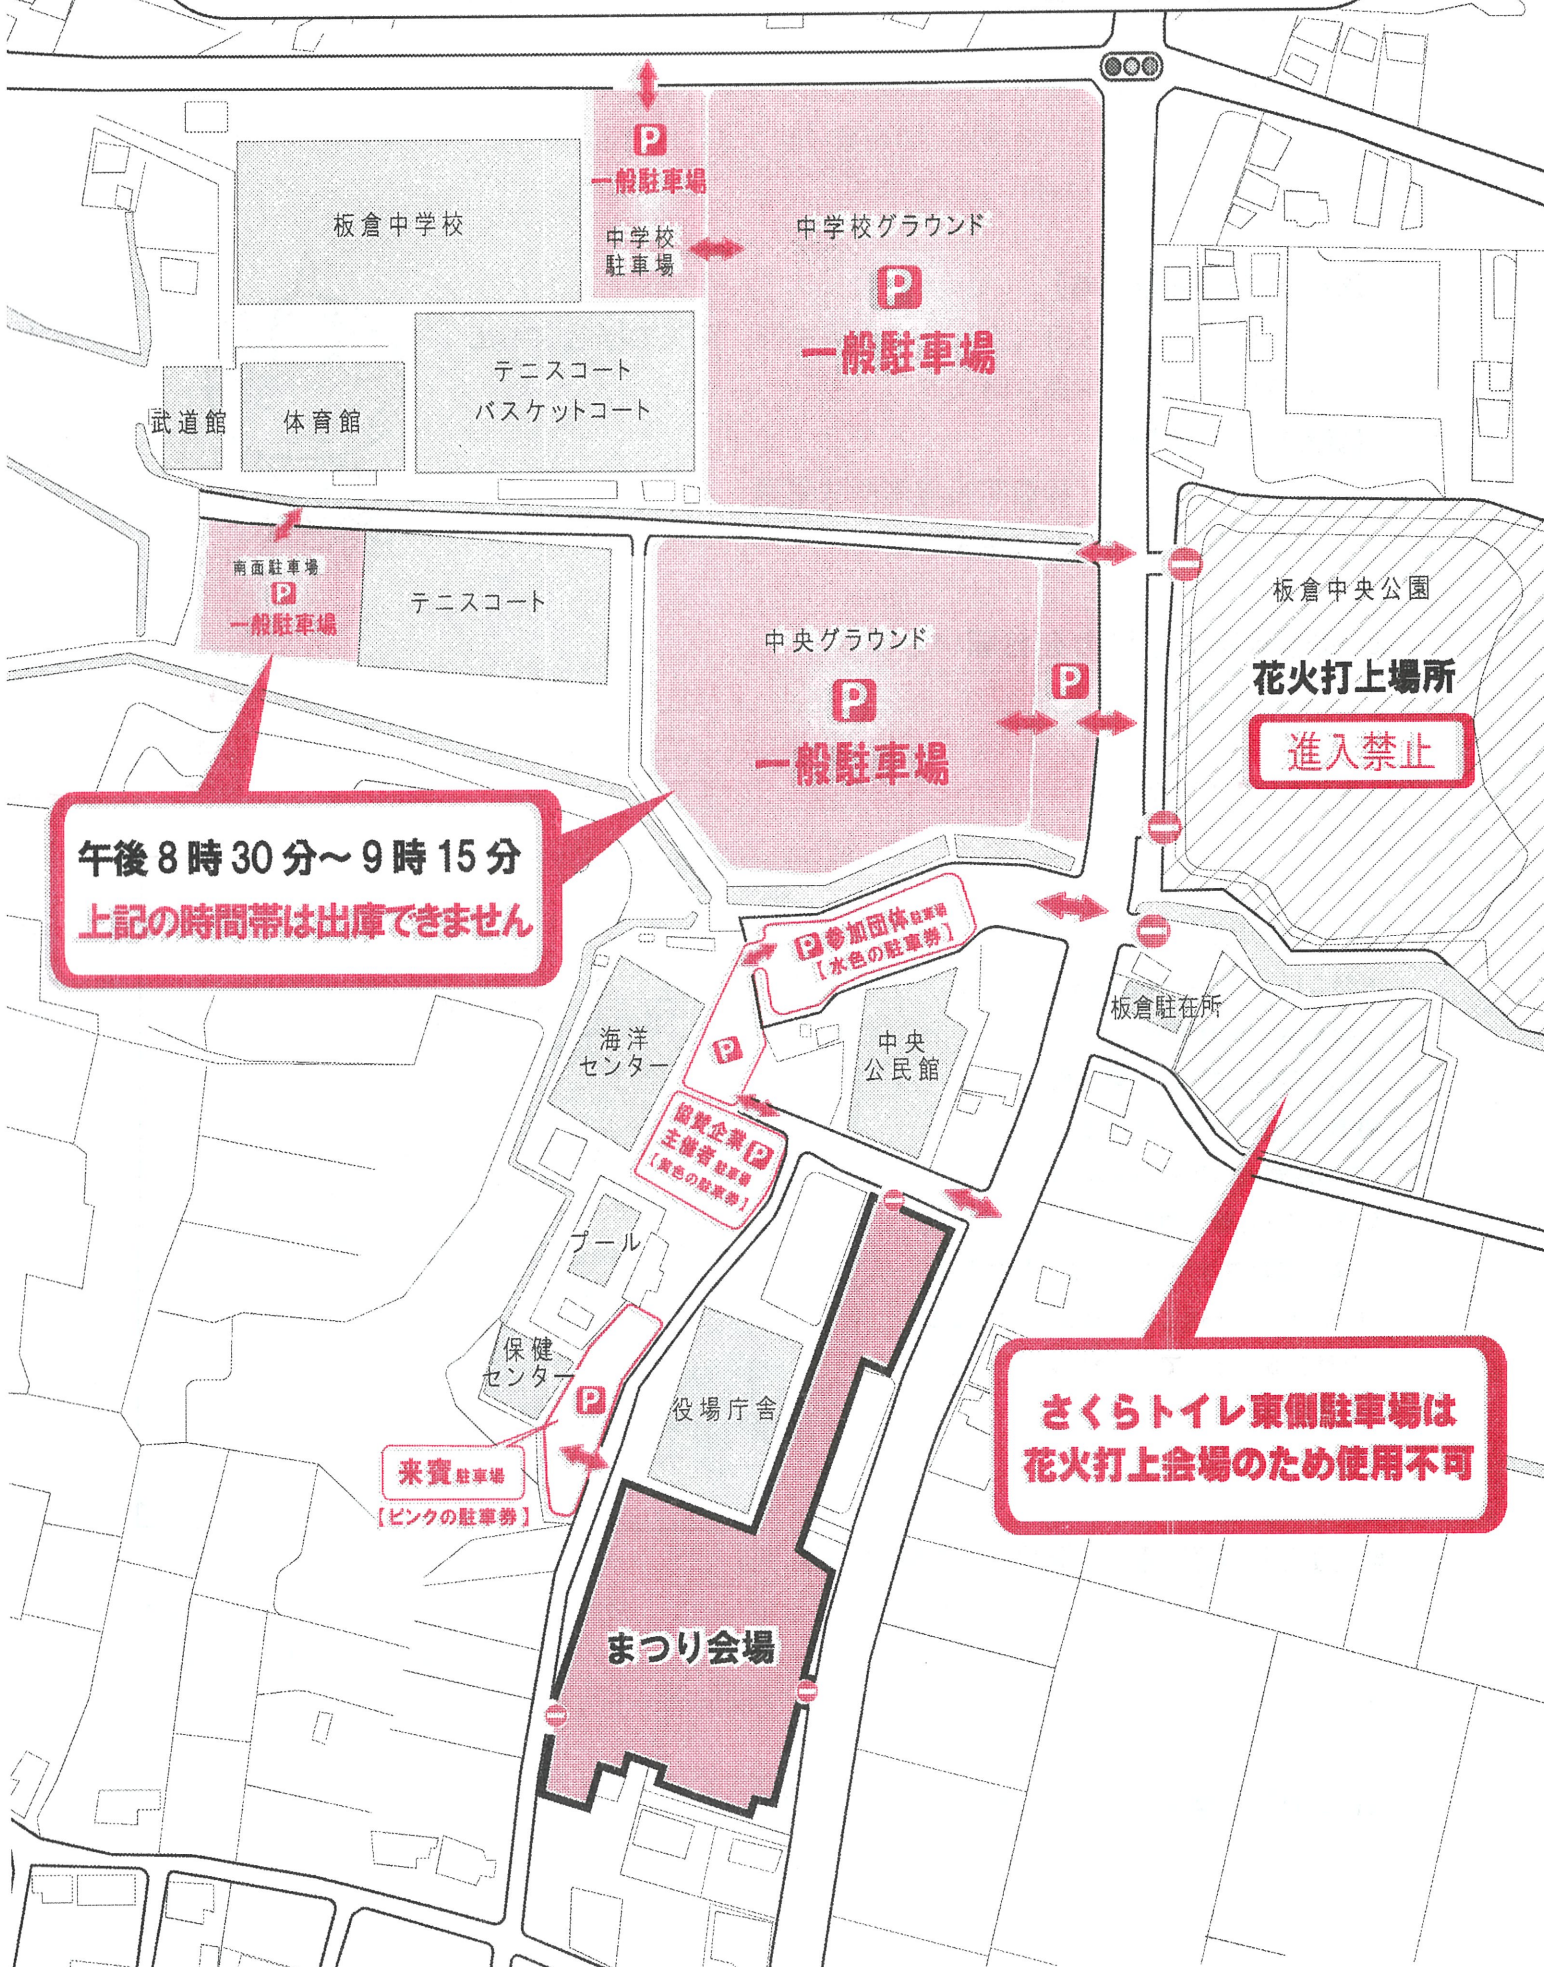 P
一般駐車場
中学校
駐車場
板倉中学校
中学校グラウンド
P
一般駐車場
テニスコート
バスケットコート
武道館
体育館
南面駐車場
P
一般駐車場
テニスコート
中央グラウンド
P
一般駐車場
P
板倉中央公園
花火打上場所
進入禁止
午後8時30分～9時15分
上記の時間帯は出庫できません
P参加団体駐車場
【水色の駐車券】
板倉駐在所
海洋
センター
P
中央
公民館
協賛企業P
主催者駐車場
【黄色の駐車券】
プール
保健
センター
P
役場庁舎
来賓駐車場
【ピンクの駐車券】
さくらトイレ東側駐車場は
花火打上会場のため使用不可
まつり会場